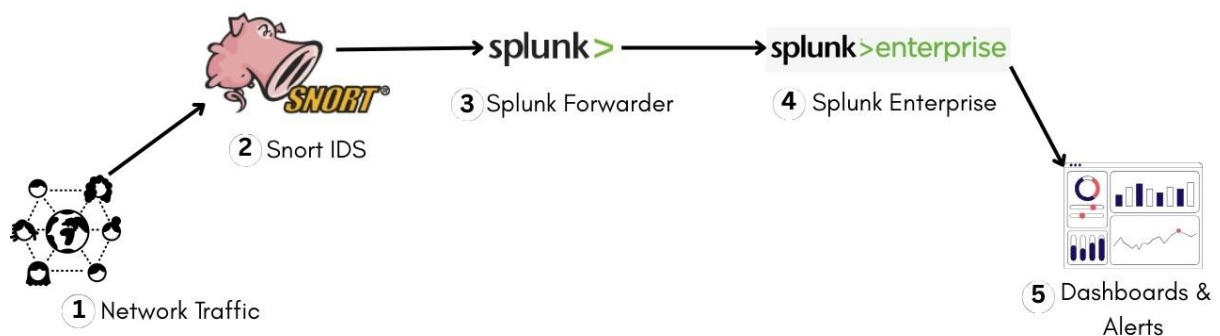 SNORT®
splunk>
splunk>enterprise
2 Snort IDS
3 Splunk Forwarder
4 Splunk Enterprise
1 Network Traffic
5 Dashboards &
Alerts